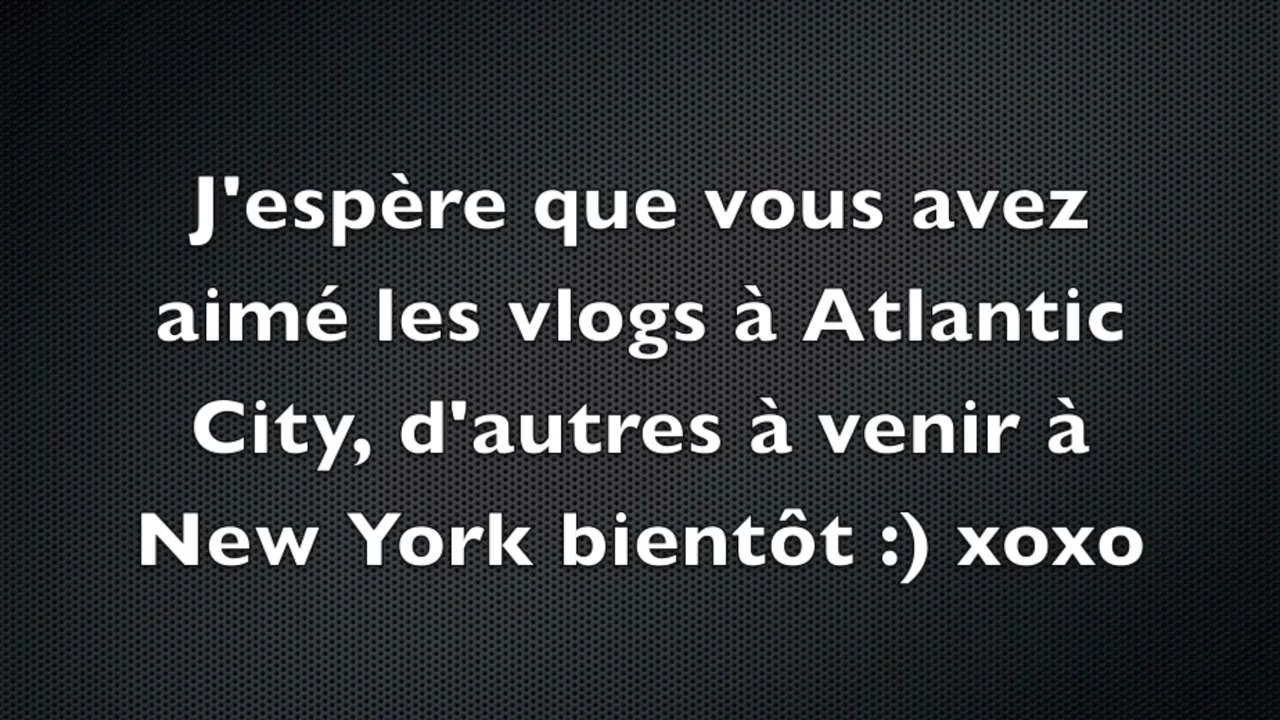 J'espère que vous avez
aimé les vlogs à Atlantic
City, d'autres à venir à
New York bientôt :) xoxo